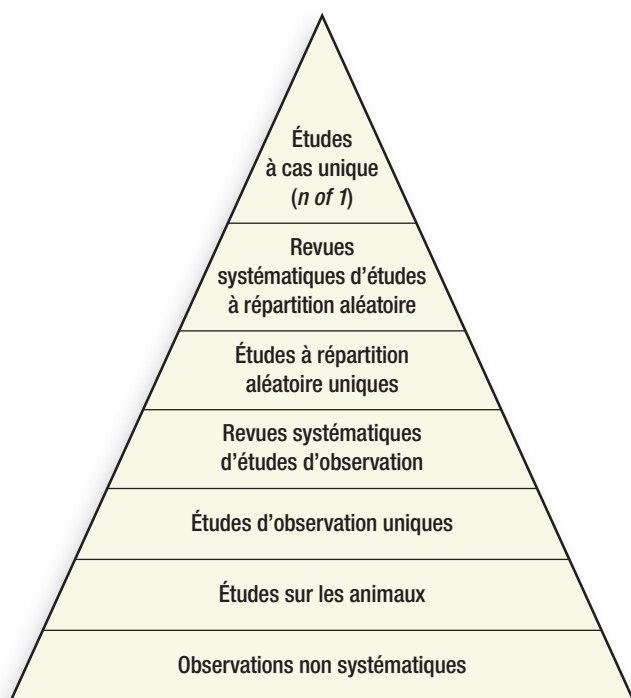 Études
à cas unique
(n of 1)
Revues
systématiques d’études
à répartition aléatoire
Études à répartition
aléatoire uniques
Revues systématiques
d’études d’observation
Études d’observation uniques
Études sur les animaux
Observations non systématiques